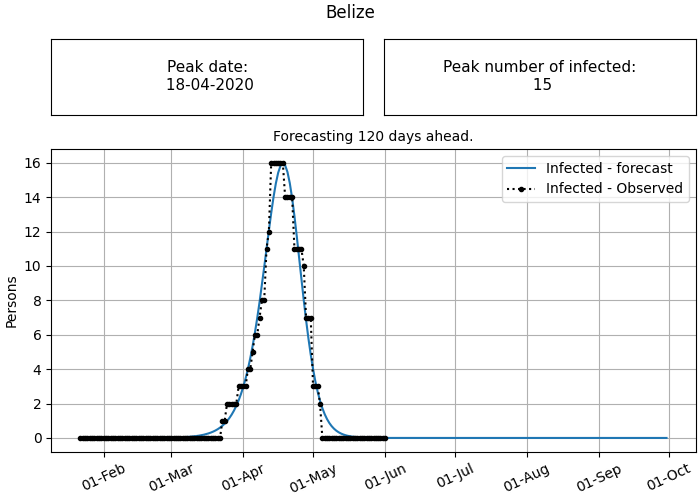 Belize
Peak date:
18-04-2020
Peak number of infected:
15
Forecasting 120 days ahead.
Infected - forecast
Infected - Observed
Persons
16
14
12
10
8
6
4
2
0
01-Feb
01-Mar
01-Apr
01-May
01-Jun
01-Jul
01-Aug
01-Sep
01-Oct